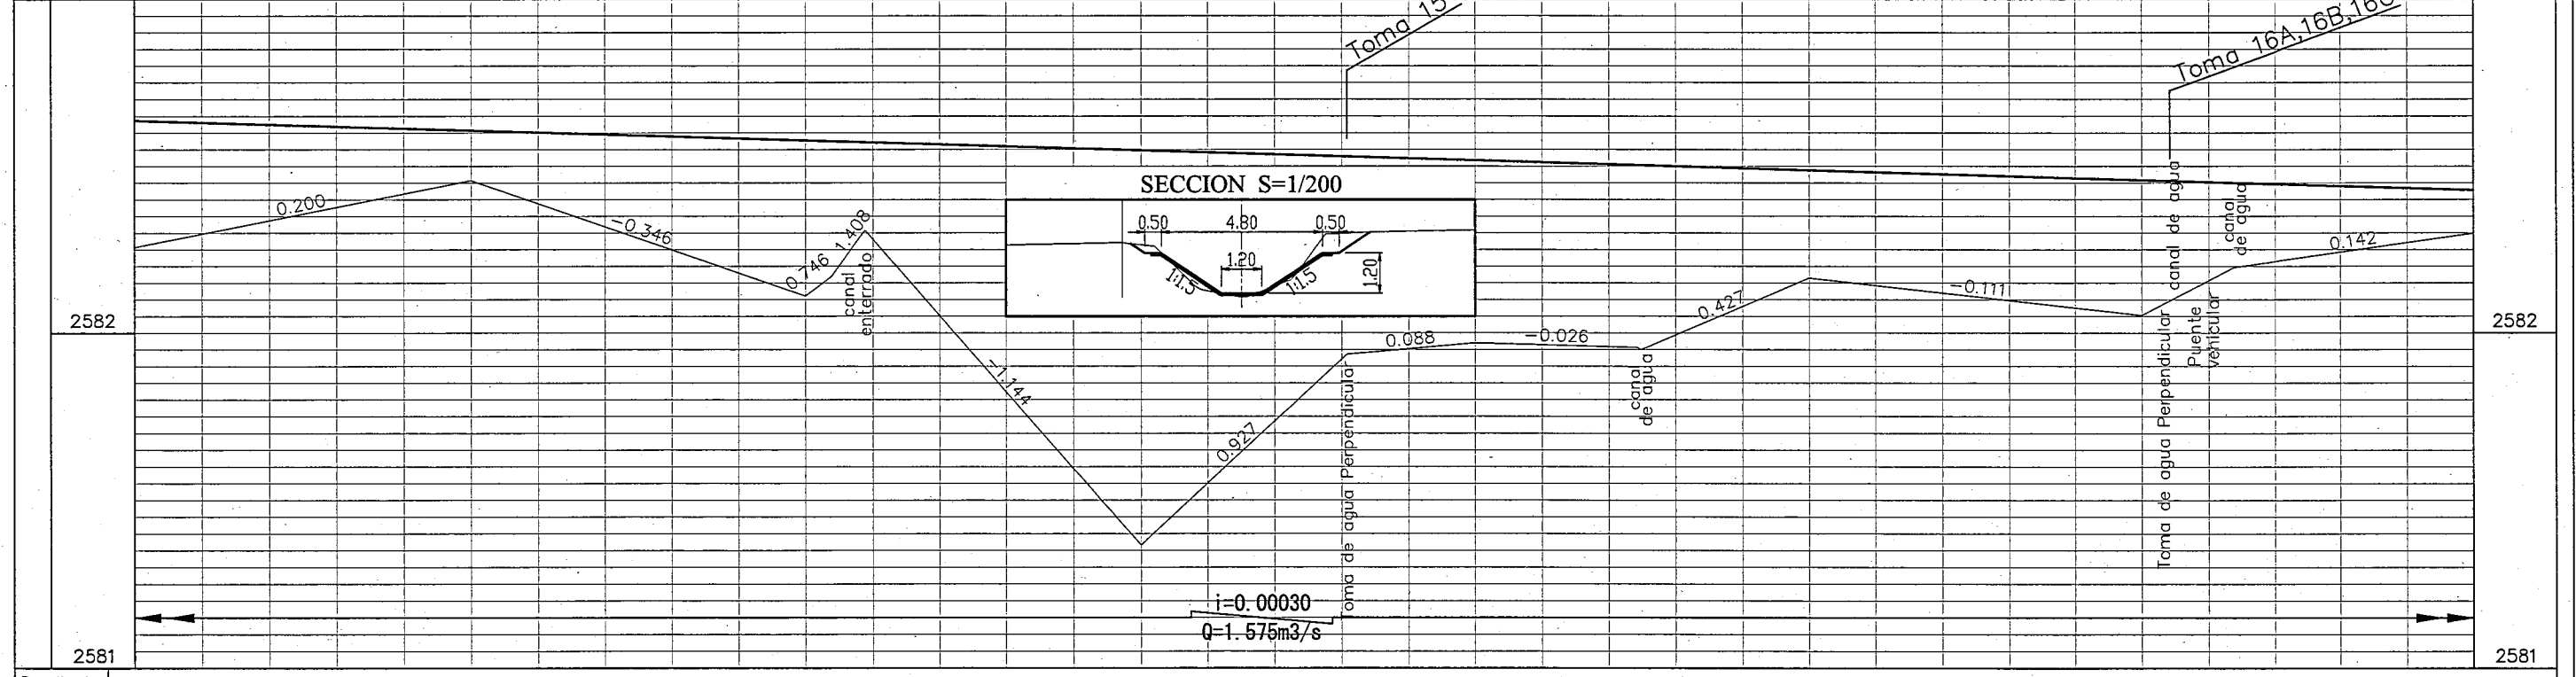 Toma 15
Toma 16A,16B,16C
SECCION S=1/200
0.50 4.80 0.50
1.20
1:1.5 1:1.5
1.20
0.200
-0.346
0.746
1.408
canal
enterrado
-1.144
0.927
0.088
-0.026
0.427
-0.111
0.142
canal
de agua
Toma de agua Perpendicular
Toma de agua Perpendicular canal de agua
Puente
vehicular
canal
de agua
2582
2582
i=0.00030
Q=1.575m3/s
2581
2581